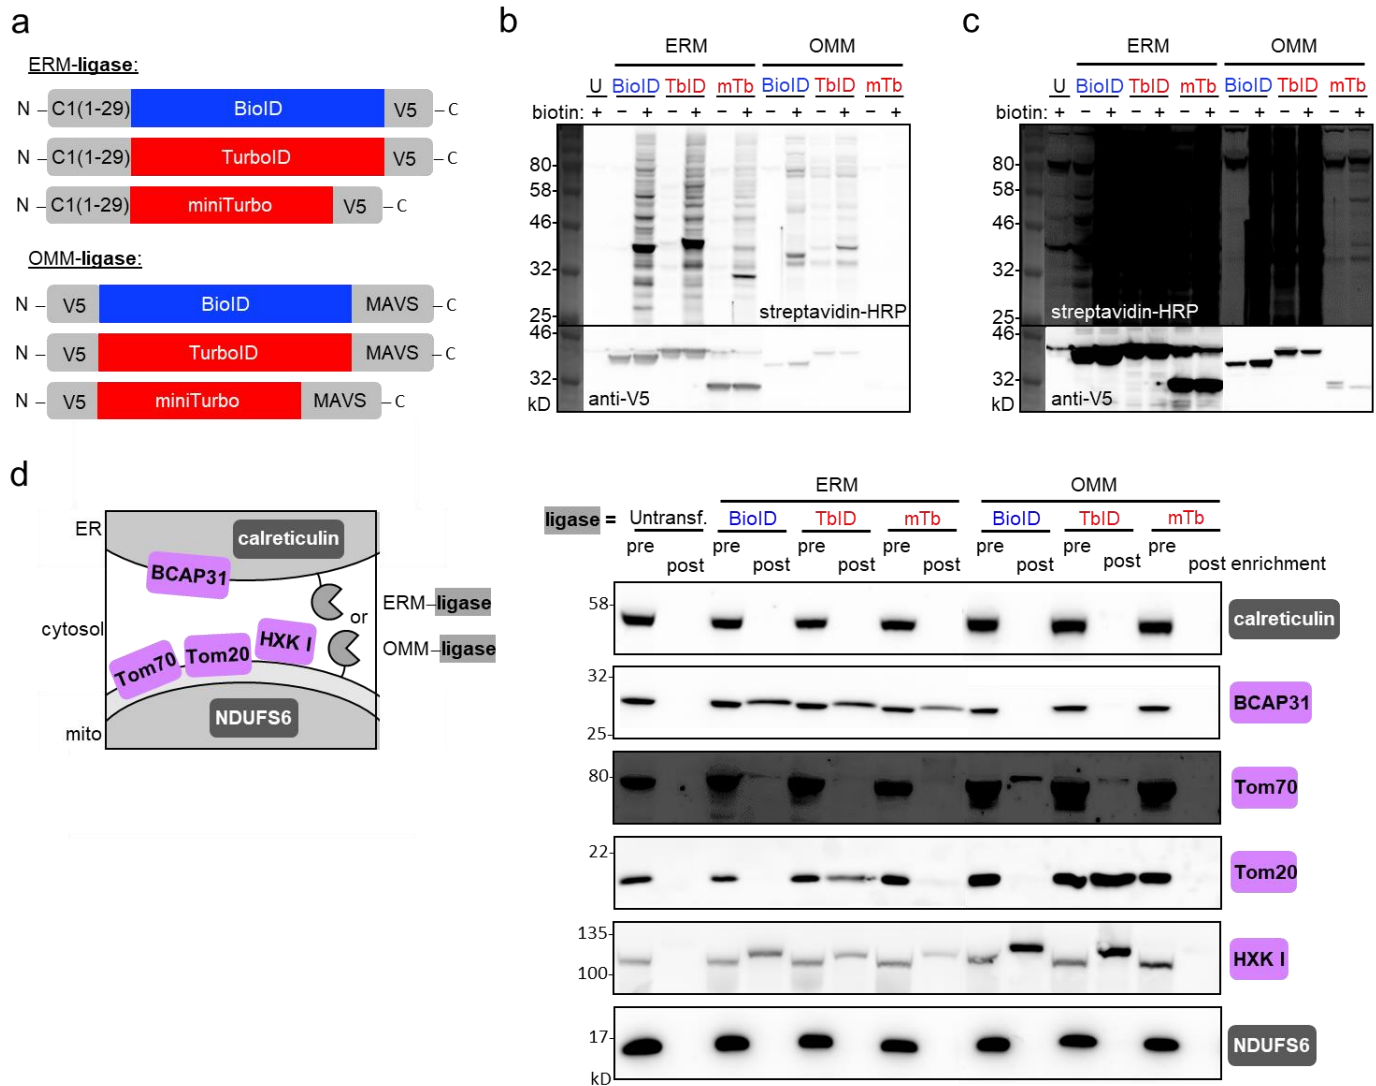 a
ERM-ligase:
N – C1(1-29) BioID V5 – C
N – C1(1-29) TurboID V5 – C
N – C1(1-29) miniTurbo V5 – C
OMM-ligase:
N – V5 BioID MAVS – C
N – V5 TurboID MAVS – C
N – V5 miniTurbo MAVS – C
b
ERM OMM
U BioID TbID mTb BioID TbID mTb
biotin: + – + – + – + – + – + – +
80-
58-
46-
32-
25-
streptavidin-HRP
46-
32-
kD
anti-V5
c
ERM OMM
U BioID TbID mTb BioID TbID mTb
biotin: + – + – + – + – + – + – +
80-
58-
46-
32-
25-
streptavidin-HRP
46-
32-
kD
anti-V5
d
ER
calreticulin
BCAP31
ERM–ligase
or
cytosol
HXK I
OMM–ligase
Tom20
Tom70
NDUFS6
mito
ERM OMM
ligase = Untransf. BioID TbID mTb BioID TbID mTb
pre post pre post pre post pre post pre post pre post pre post enrichment
58-
calreticulin
32-
BCAP31
25-
80-
Tom70
22-
Tom20
135-
HXK I
100-
17-
NDUFS6
kD